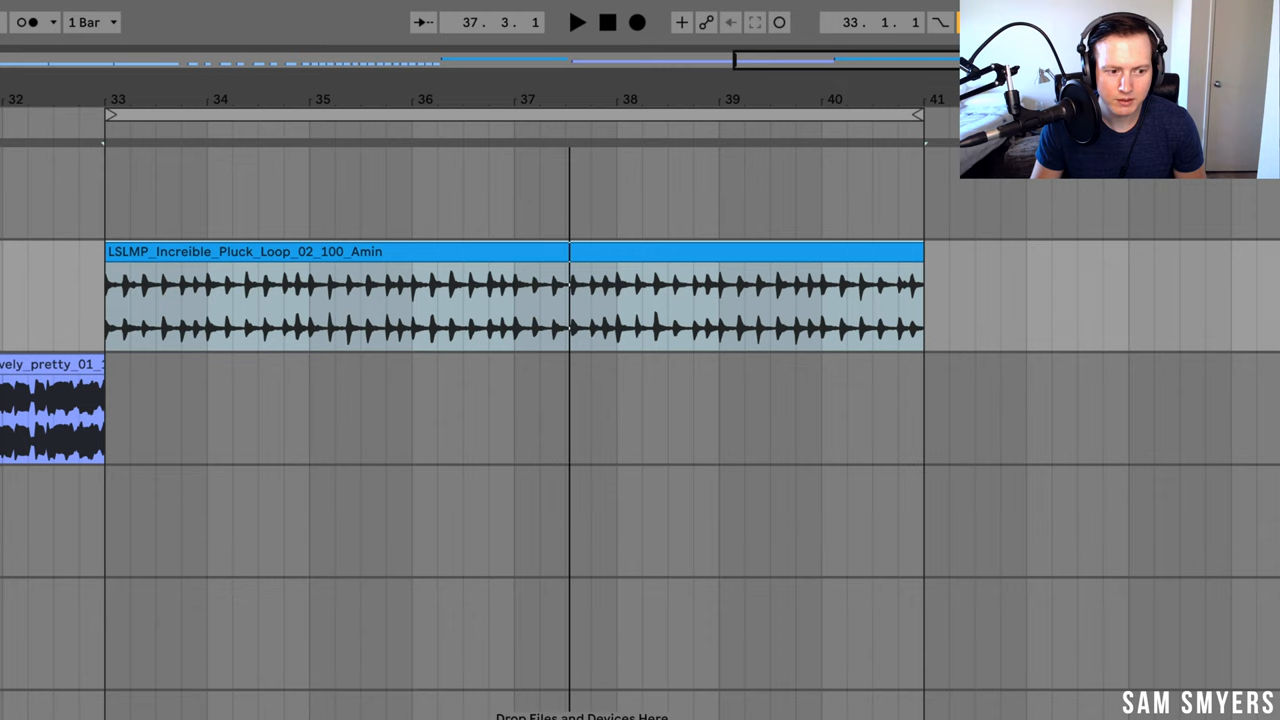 1 Bar
37. 3. 1
33. 1. 1
32 33 34 35 36 37 38 39 40 41
LSLMP_Increible_Pluck_Loop_02_100_Amin
vely_pretty_01_
Drop Files and Devices Here
SAM SMYERS